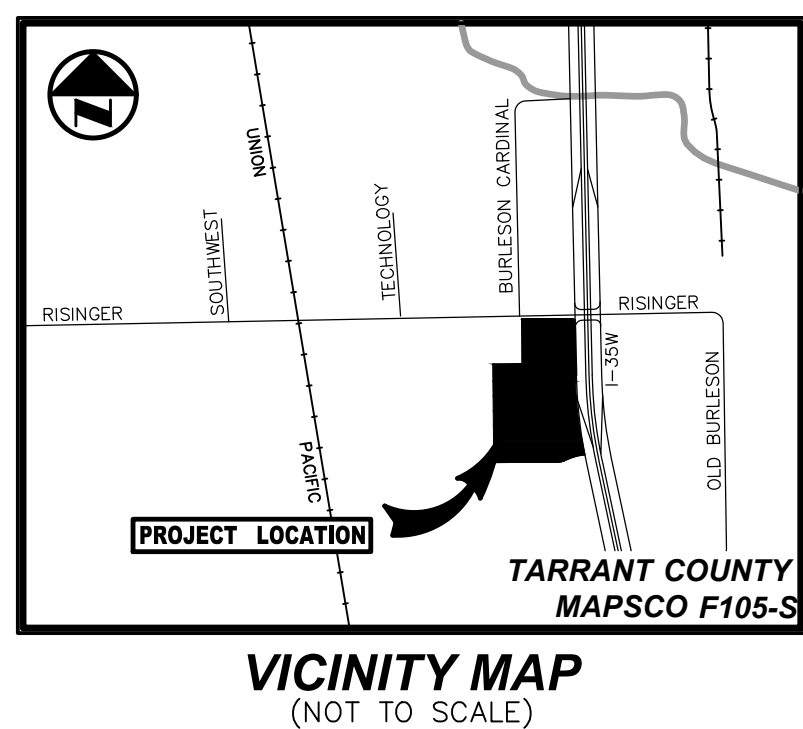 N
UNION
BURLESON CARDINAL
SOUTHWEST
TECHNOLOGY
RISINGER
RISINGER
I-35W
OLD BURLESON
PACIFIC
PROJECT LOCATION
TARRANT COUNTY
MAPSCO F105-S
VICINITY MAP
(NOT TO SCALE)